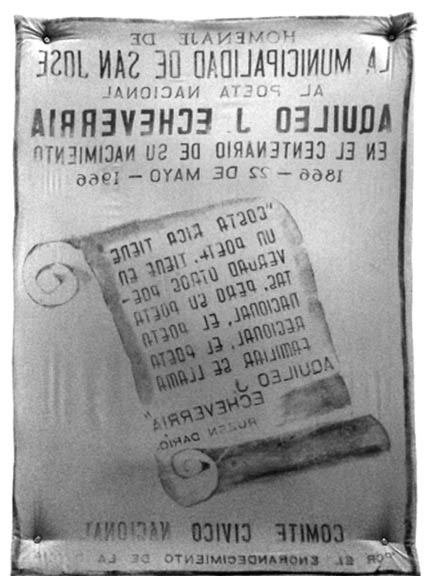 HOMENAJE DE
LA MUNICIPALIDAD DE SAN JOSE
AL POETA NACIONAL
AQUILEO J. ECHEVERRIA
EN EL CENTENARIO DE SU NACIMIENTO
1866 - 22 DE MAYO - 1966
"COSTA RICA TIENE
UN POETA. TIENE EN
VERDAD OTROS POE-
TAS, PERO SU POETA
NACIONAL, EL POETA
REGIONAL, EL POETA
FAMILIAR SE LLAMA
AQUILEO J.
ECHEVERRIA"
RUBEN DARIO.
COMITE CIVICO NACIONAL
POR EL ENGRANDECIMIENTO DE LA